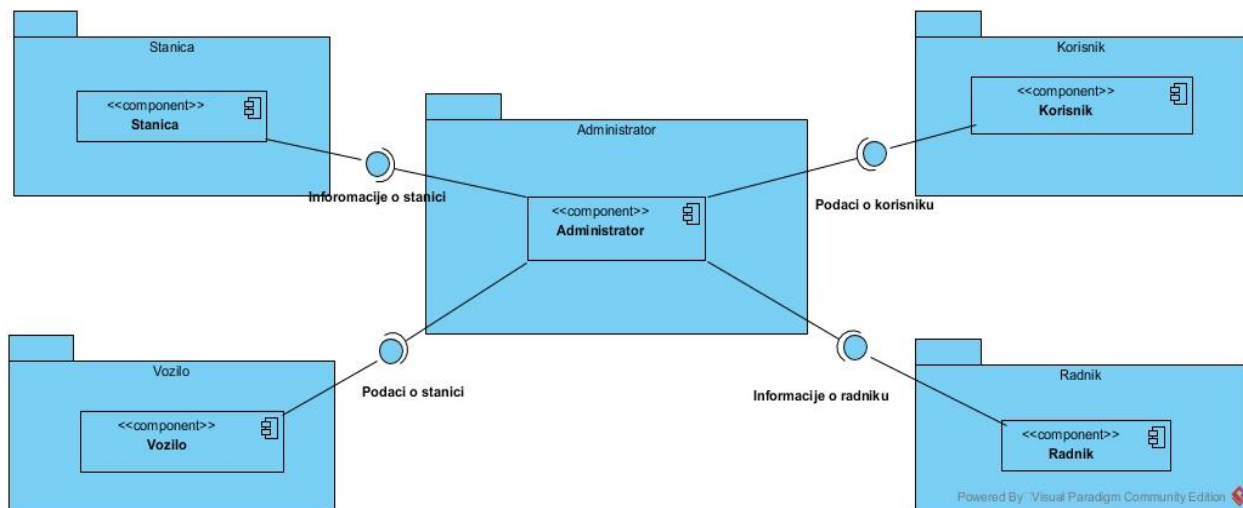 Stanica
<<component>>
Stanica
Korisnik
<<component>>
Korisnik
Administrator
<<component>>
Administrator
Inforomacije o stanici
Podaci o korisniku
Vozilo
<<component>>
Vozilo
Podaci o stanici
Informacije o radniku
Radnik
<<component>>
Radnik
Powered By Visual Paradigm Community Edition